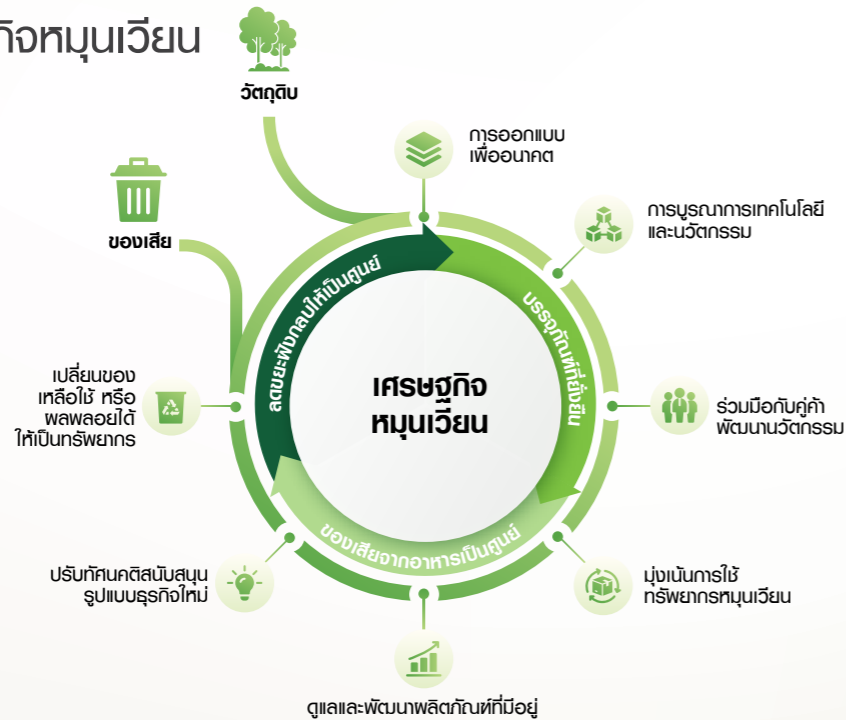 กิจหมุนเวียน
วัตถุดิบ
ของเสีย
การออกแบบ
เพื่ออนาคต
การบูรณาการเทคโนโลยี
และนวัตกรรม
ร่วมมือกับคู่ค้า
พัฒนานวัตกรรม
มุ่งเน้นการใช้
ทรัพยากรหมุนเวียน
ดูแลและพัฒนาผลิตภัณฑ์ที่มีอยู่
ปรับทัศนคติสนับสนุน
รูปแบบธุรกิจใหม่
เปลี่ยนของ
เหลือใช้ หรือ
ผลพลอยได้
ให้เป็นทรัพยากร
ลดขยะฝังกลบให้เป็นศูนย์
บรรจุภัณฑ์ที่ยั่งยืน
ของเสียจากอาหารเป็นศูนย์
เศรษฐกิจ
หมุนเวียน